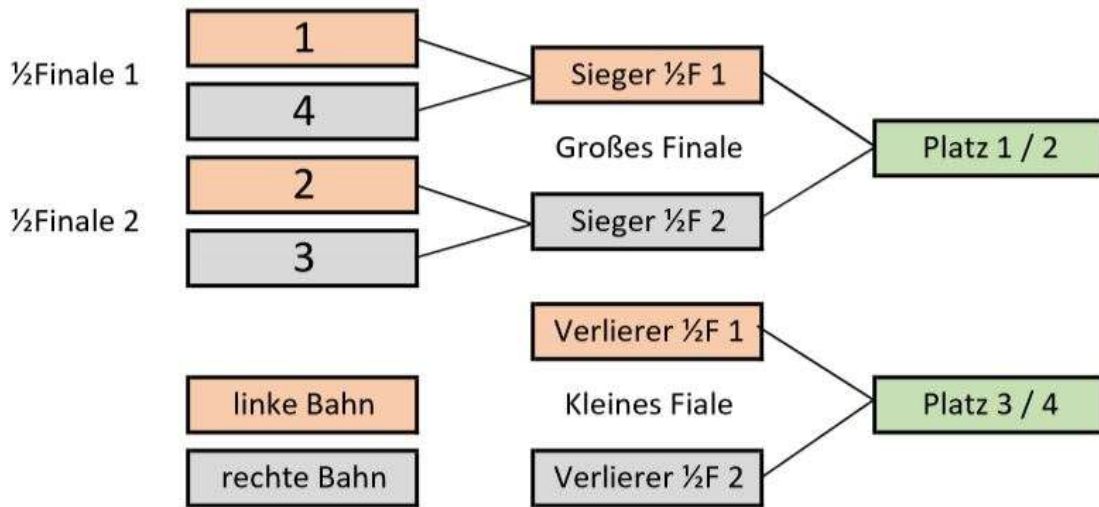 ½Finale 1
1
4
½Finale 2
2
3
Sieger ½F 1
Großes Finale
Sieger ½F 2
Platz 1 / 2
Verlierer ½F 1
Kleines Fiale
Verlierer ½F 2
Platz 3 / 4
linke Bahn
rechte Bahn